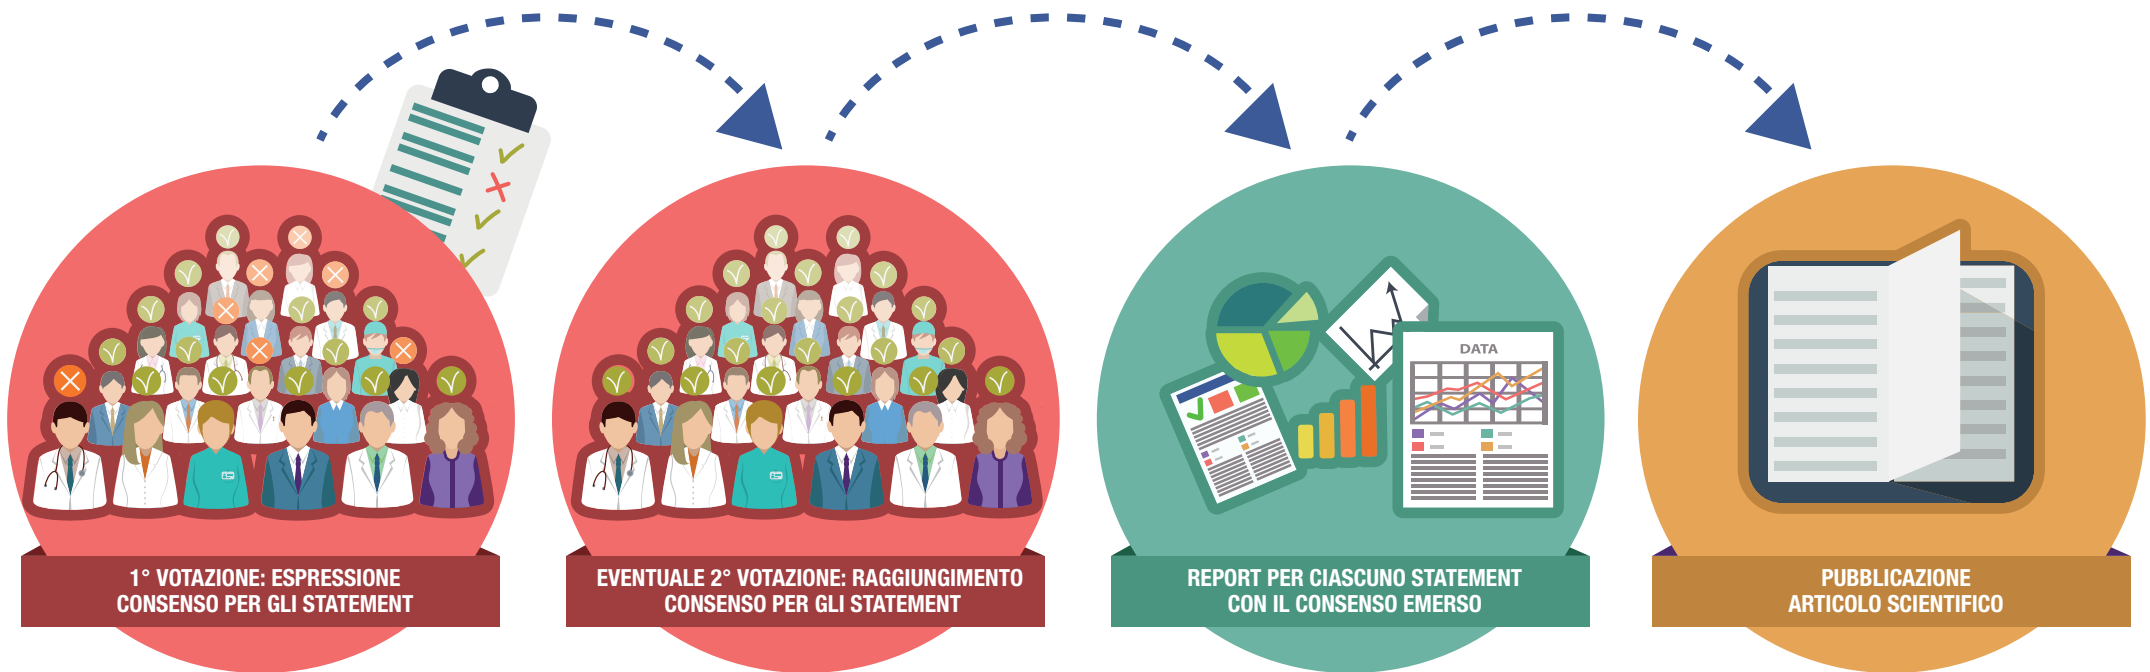 DATA
1° VOTAZIONE: ESPRESSIONE
CONSENSO PER GLI STATEMENT
EVENTUALE 2° VOTAZIONE: RAGGIUNGIMENTO
CONSENSO PER GLI STATEMENT
REPORT PER CIASCUNO STATEMENT
CON IL CONSENSO EMERSO
PUBBLICAZIONE
ARTICOLO SCIENTIFICO